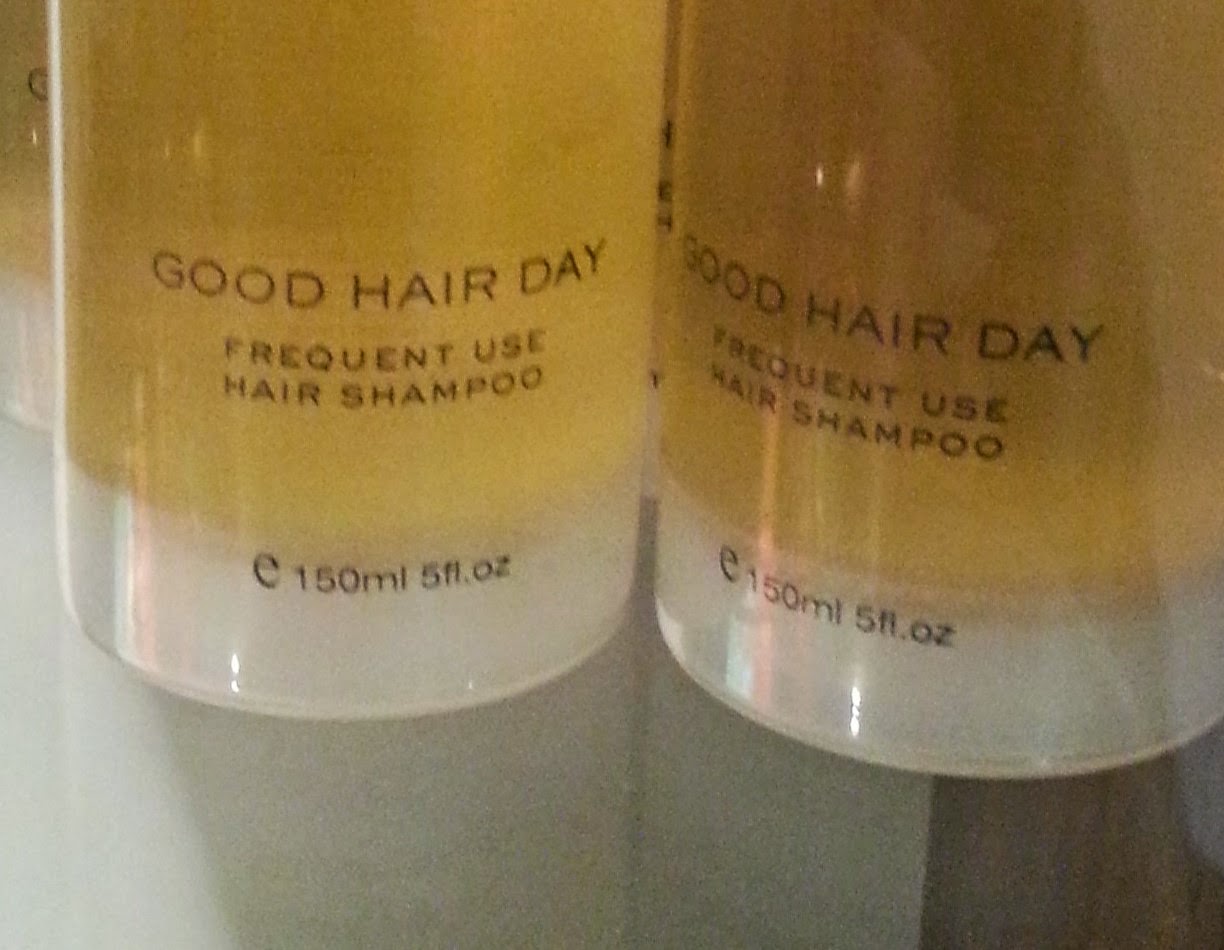 GOOD HAIR DAY
FREQUENT USE
HAIR SHAMPOO
e 150ml 5fl.oz
GOOD HAIR DAY
FREQUENT USE
HAIR SHAMPOO
e 150ml 5fl.oz